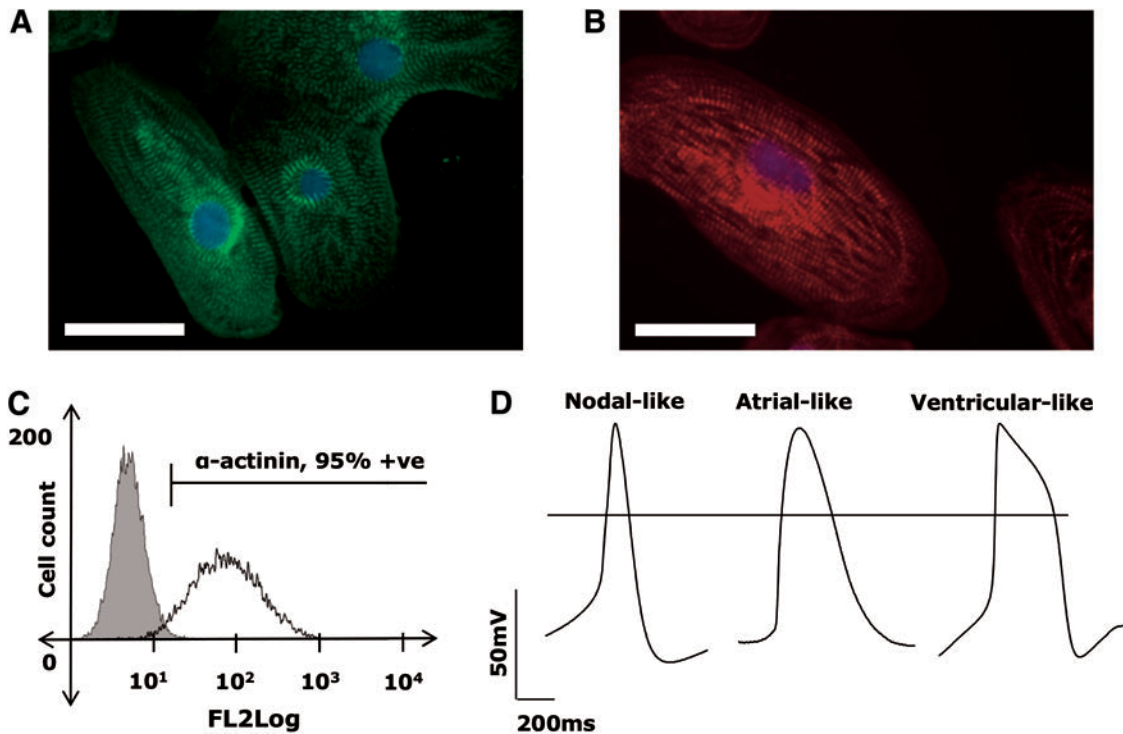 A
B
C
200
α-actinin, 95% +ve
Cell count
0
10¹ 10² 10³ 10⁴
FL2Log
D
Nodal-like Atrial-like Ventricular-like
50mV
200ms